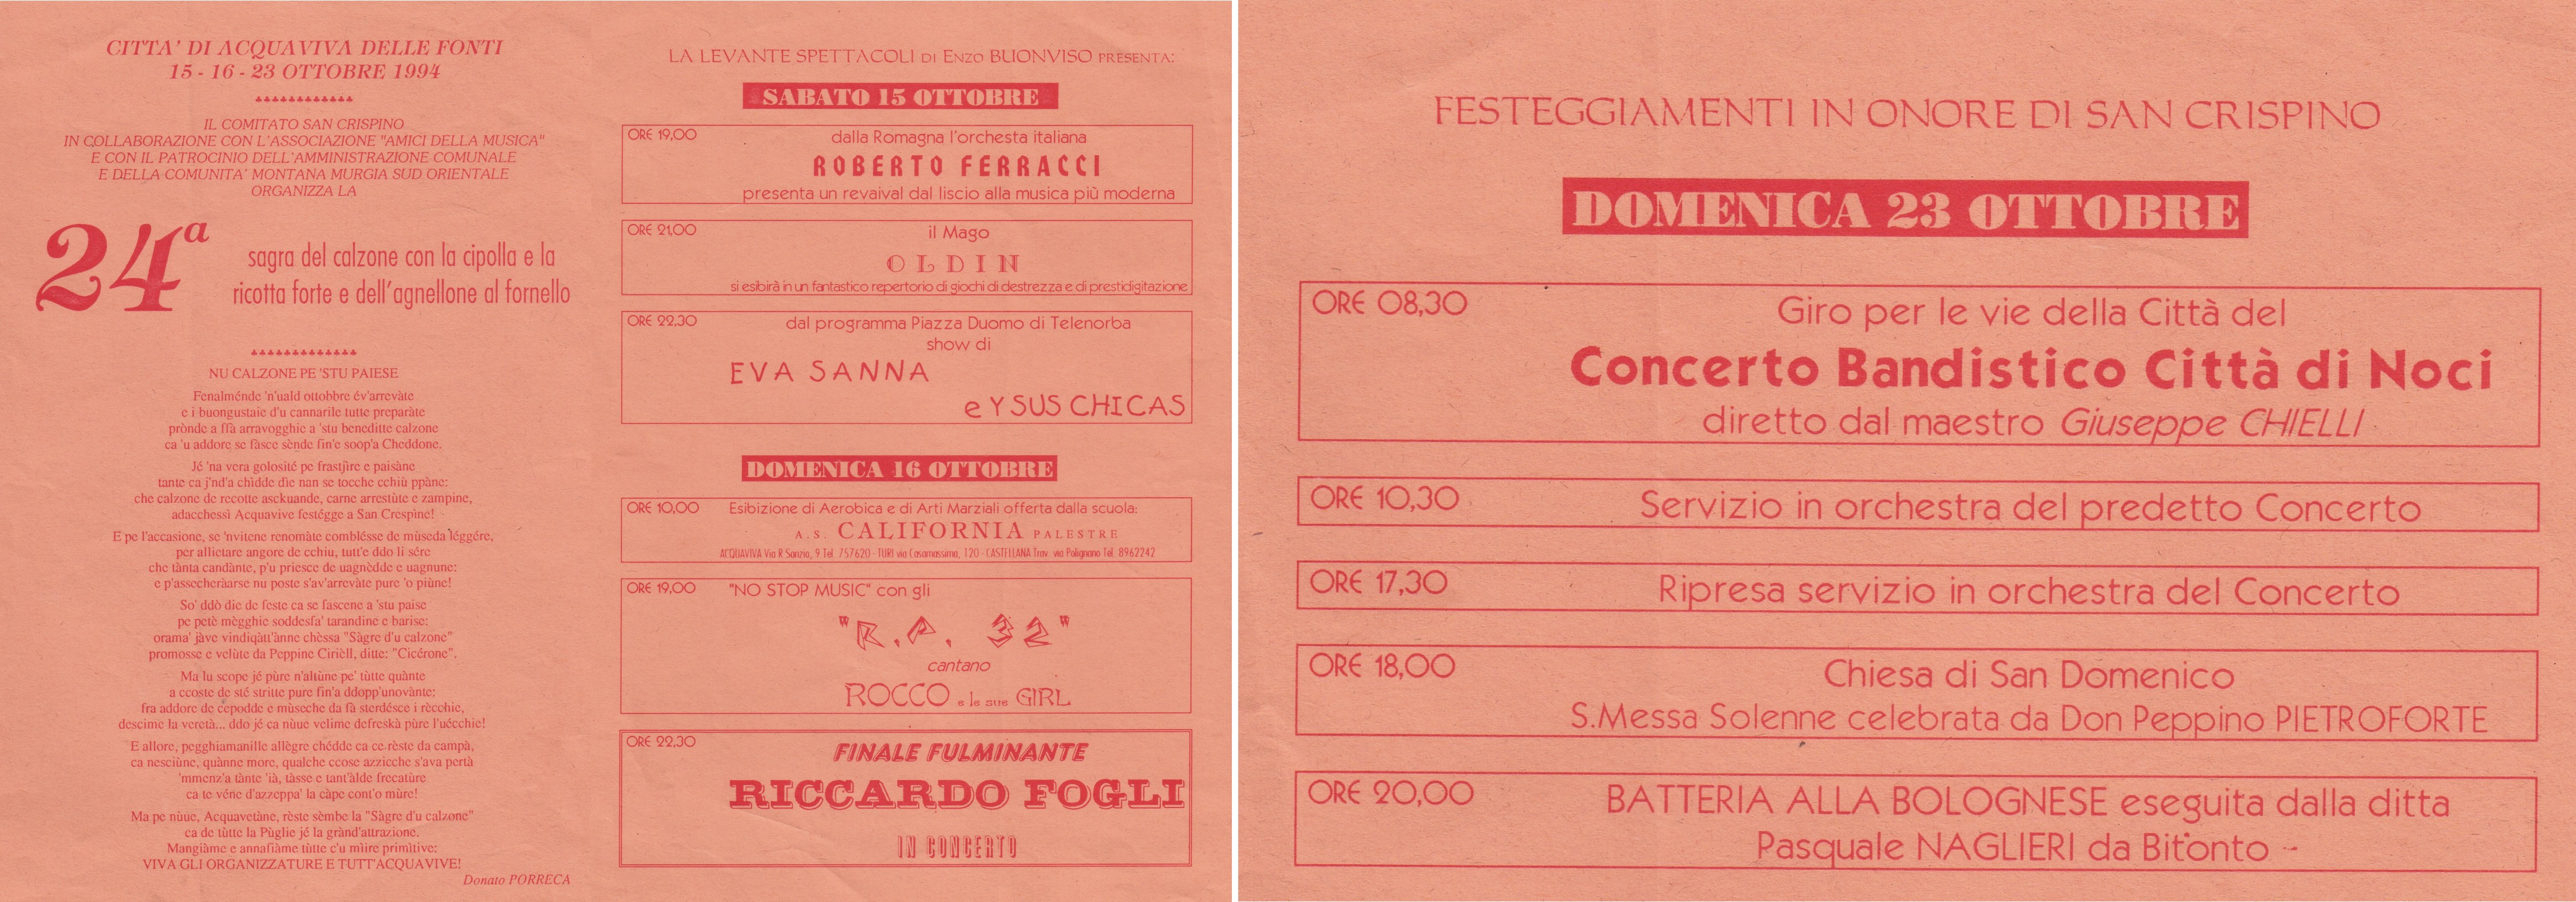 CITTA' DI ACQUAVIVA DELLE FONTI
15 - 16 - 23 OTTOBRE 1994
IL COMITATO SAN CRISPINO
IN COLLABORAZIONE CON L'ASSOCIAZIONE "AMICI DELLA MUSICA"
E CON IL PATROCINIO DELL'AMMINISTRAZIONE COMUNALE
E DELLA COMUNITA' MONTANA MURGIA SUD ORIENTALE
ORGANIZZA LA
24ª
sagra del calzone con la cipolla e la
ricotta forte e dell'agnellone al fornello
NU CALZONE PE 'STU PAIESE
Fenalménde 'n'uald ottobbre év'arrevàte
e i buongustaie d'u cannarile tutte preparàte
prònde a ffà arravogghie a 'stu beneditte calzone
ca 'u addore se fàsce sènde fin'e soop'a Cheddone.
Jé 'na vera golosité pe frastjìre e paisàne
tante ca j'nd'a chìdde dìe nan se tocche cchiù ppàne:
che calzone de recotte asckuande, carne arrestùte e zampine,
adacchessì Acquavive festégge a San Crespìne!
E pe l'accasione, se 'nvitene renomàte comblésse de mùseda léggére,
per allietare angore de cchiu, tutt'e ddo li sére
che tànta candànte, p'u priesce de uagnèdde e uagnune:
e p'assecheràarse nu poste s'av'arrevàte pure 'o piùne!
So' ddò dìe de feste ca se fascene a 'stu paise
pe petè mègghie soddesfa' tarandine e barise:
orama' jàve vindiqàtt'ànne chèssa "Sàgre d'u calzone"
promosse e velùte da Peppine Cirièll, ditte: "Cicérone".
Ma lu scope jé pùre n'altùne pe' tùtte quànte
a ccoste de sté stritte pure fin'a ddopp'unovànte:
fra addore de cepodde e mùseche da fà sterdésce i rècchie,
descime la veretà... ddo jé ca nùue velime defreskà pùre l'uécchie!
E allore, pegghiamanille allègre chédde ca ce rèste da campà,
ca nesciùne, quànne more, qualche ccose azzicche s'ava pertà
'mmenz'a tànte 'ià, tàsse e tant'àlde frecatùre
ca te véne d'azzeppa' la càpe cont'o mùre!
Ma pe nùue, Acquavetàne, rèste sèmbe la "Sàgre d'u calzone"
ca de tùtte la Pùglie jé la grànd'attrazione.
Mangiàme e annafiàme tùtte c'u mìire primìtive:
VIVA GLI ORGANIZZATURE E TUTT'ACQUAVIVE!
Donato PORRECA
LA LEVANTE SPETTACOLI DI ENZO BUONVISO PRESENTA:
SABATO 15 OTTOBRE
ORE 19,00
dalla Romagna l'orchesta italiana
ROBERTO FERRACCI
presenta un revaival dal liscio alla musica più moderna
ORE 21,00
il Mago
OLDIN
si esibirà in un fantastico repertorio di giochi di destrezza e di prestidigitazione
ORE 22,30
dal programma Piazza Duomo di Telenorba
show di
EVA SANNA
e Y SUS CHICAS
DOMENICA 16 OTTOBRE
ORE 10,00
Esibizione di Aerobica e di Arti Marziali offerta dalla scuola:
A.S. CALIFORNIA PALESTRE
ACQUAVIVA Via R. Sanzio, 9 Tel. 757620 - TURI via Casamassima, 120 - CASTELLANA Trav. via Polignano Tel. 8962242
ORE 19,00
"NO STOP MUSIC" con gli
"R.P. 32"
cantano
ROCCO e le sue GIRL
ORE 22,30
FINALE FULMINANTE
RICCARDO FOGLI
IN CONCERTO
FESTEGGIAMENTI IN ONORE DI SAN CRISPINO
DOMENICA 23 OTTOBRE
ORE 08,30
Giro per le vie della Città del
Concerto Bandistico Città di Noci
diretto dal maestro Giuseppe CHIELLI
ORE 10,30
Servizio in orchestra del predetto Concerto
ORE 17,30
Ripresa servizio in orchestra del Concerto
ORE 18,00
Chiesa di San Domenico
S.Messa Solenne celebrata da Don Peppino PIETROFORTE
ORE 20,00
BATTERIA ALLA BOLOGNESE eseguita dalla ditta
Pasquale NAGLIERI da Bitonto